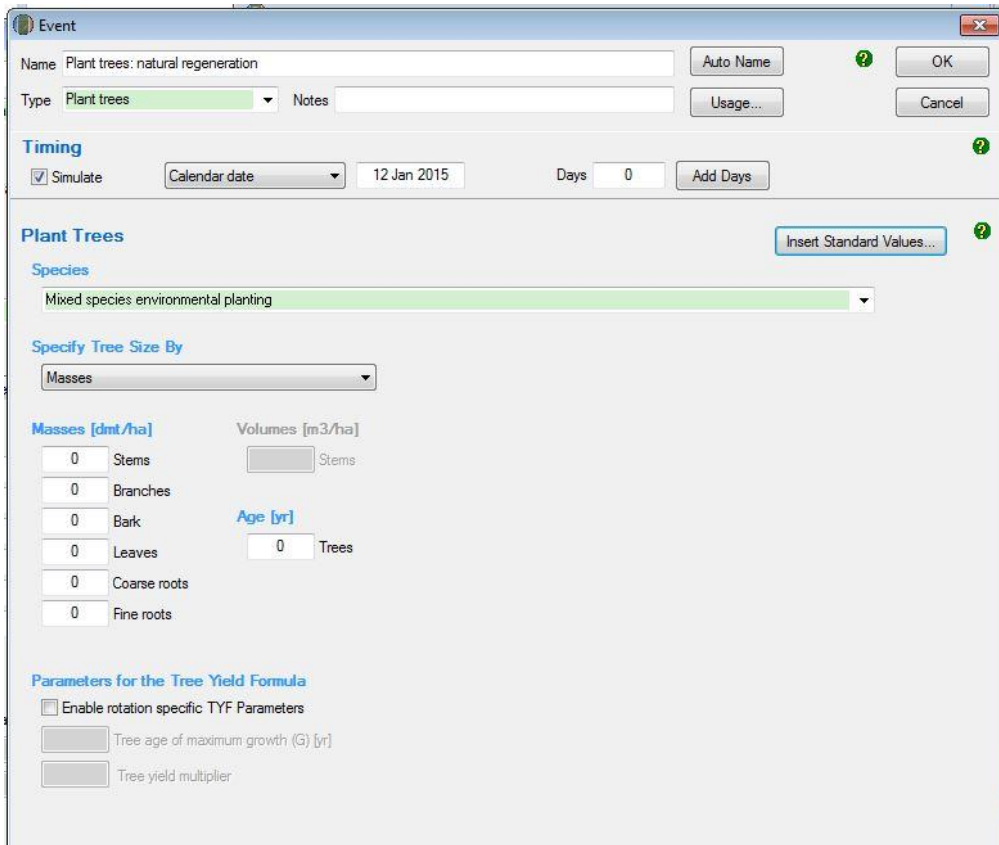 Event
Name Plant trees: natural regeneration Auto Name OK
Type Plant trees Notes Usage... Cancel
Timing
Simulate Calendar date 12 Jan 2015 Days 0 Add Days
Plant Trees Insert Standard Values...
Species
Mixed species environmental planting
Specify Tree Size By
Masses
Masses [dmt/ha] Volumes [m3/ha]
0 Stems Stems
0 Branches
0 Bark Age [yr]
0 Leaves 0 Trees
0 Coarse roots
0 Fine roots
Parameters for the Tree Yield Formula
Enable rotation specific TYF Parameters
Tree age of maximum growth (G) [yr]
Tree yield multiplier